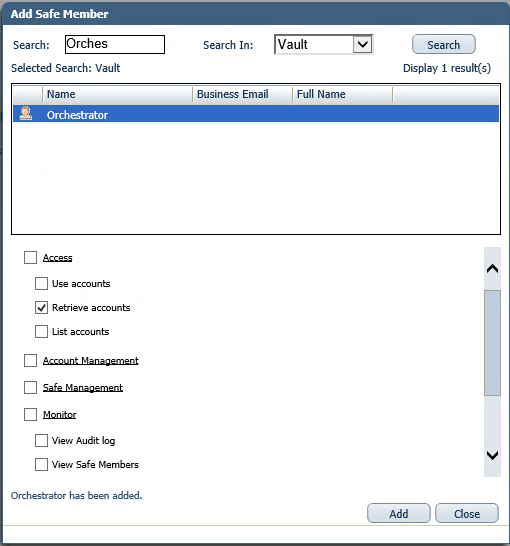 Add Safe Member
Search: Orches Search In: Vault Search
Selected Search: Vault Display 1 result(s)
Name Business Email Full Name
Orchestrator
Access
Use accounts
Retrieve accounts
List accounts
Account Management
Safe Management
Monitor
View Audit log
View Safe Members
Orchestrator has been added.
Add Close